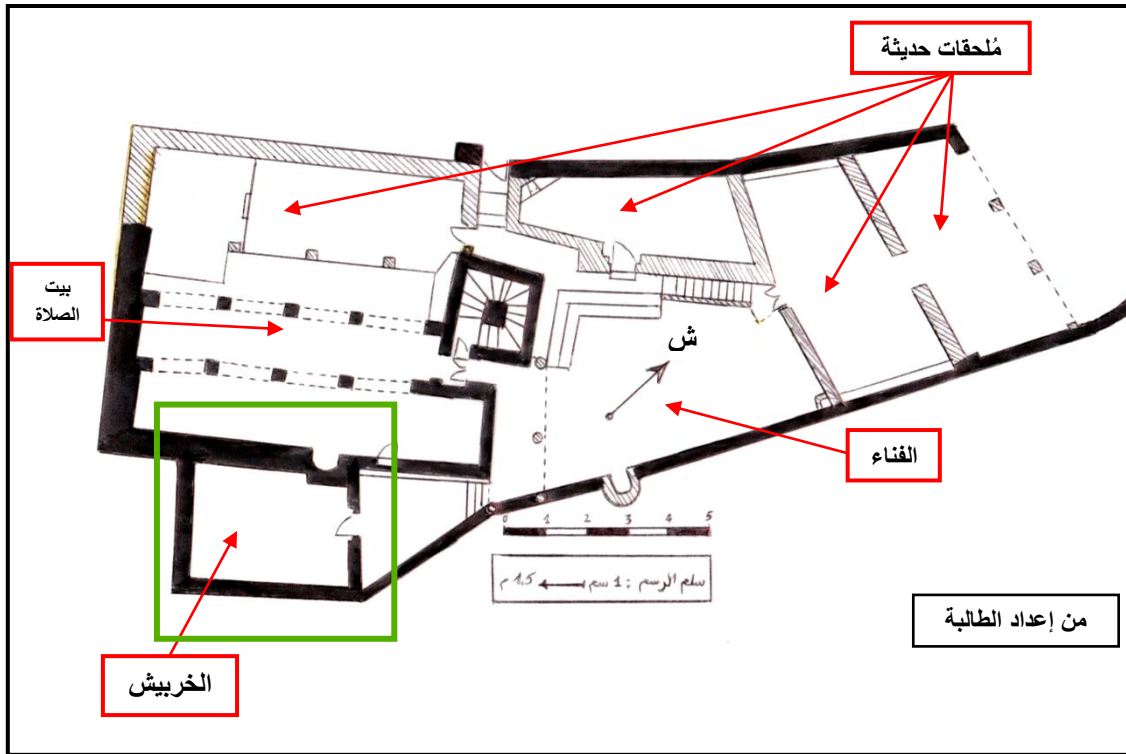 مُلحقات حديثة
بيت
الصلاة
ش
الفناء
0 1 2 3 4 5
سلم الرسم : 1 سم ⟷ 1,5 م
من إعداد الطالبة
الخربيش